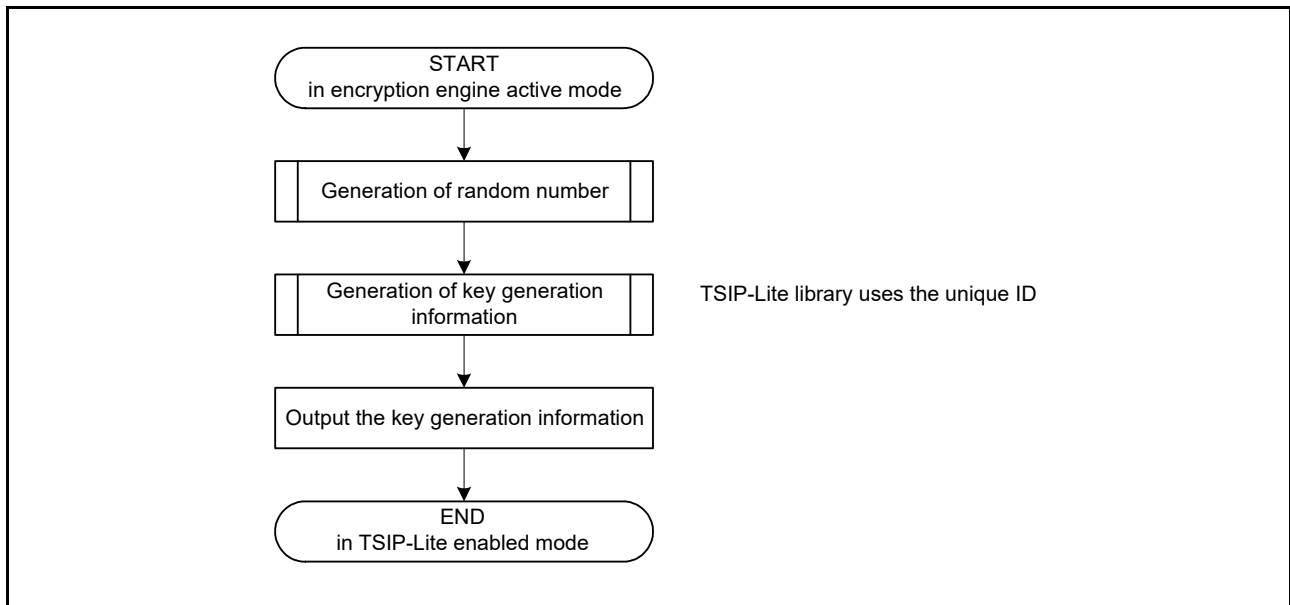 START
in encryption engine active mode
Generation of random number
Generation of key generation
information
TSIP-Lite library uses the unique ID
Output the key generation information
END
in TSIP-Lite enabled mode